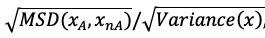 √MSD(x_A, x_nA)/√Variance(x),